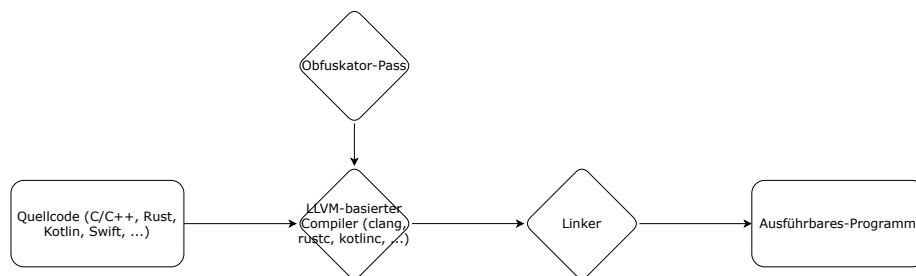 Obfuskator-Pass
Quellcode (C/C++, Rust,
Kotlin, Swift, ...)
LLVM-basierter
Compiler (clang,
rustc, kotlinc, ...)
Linker
Ausführbares-Programm